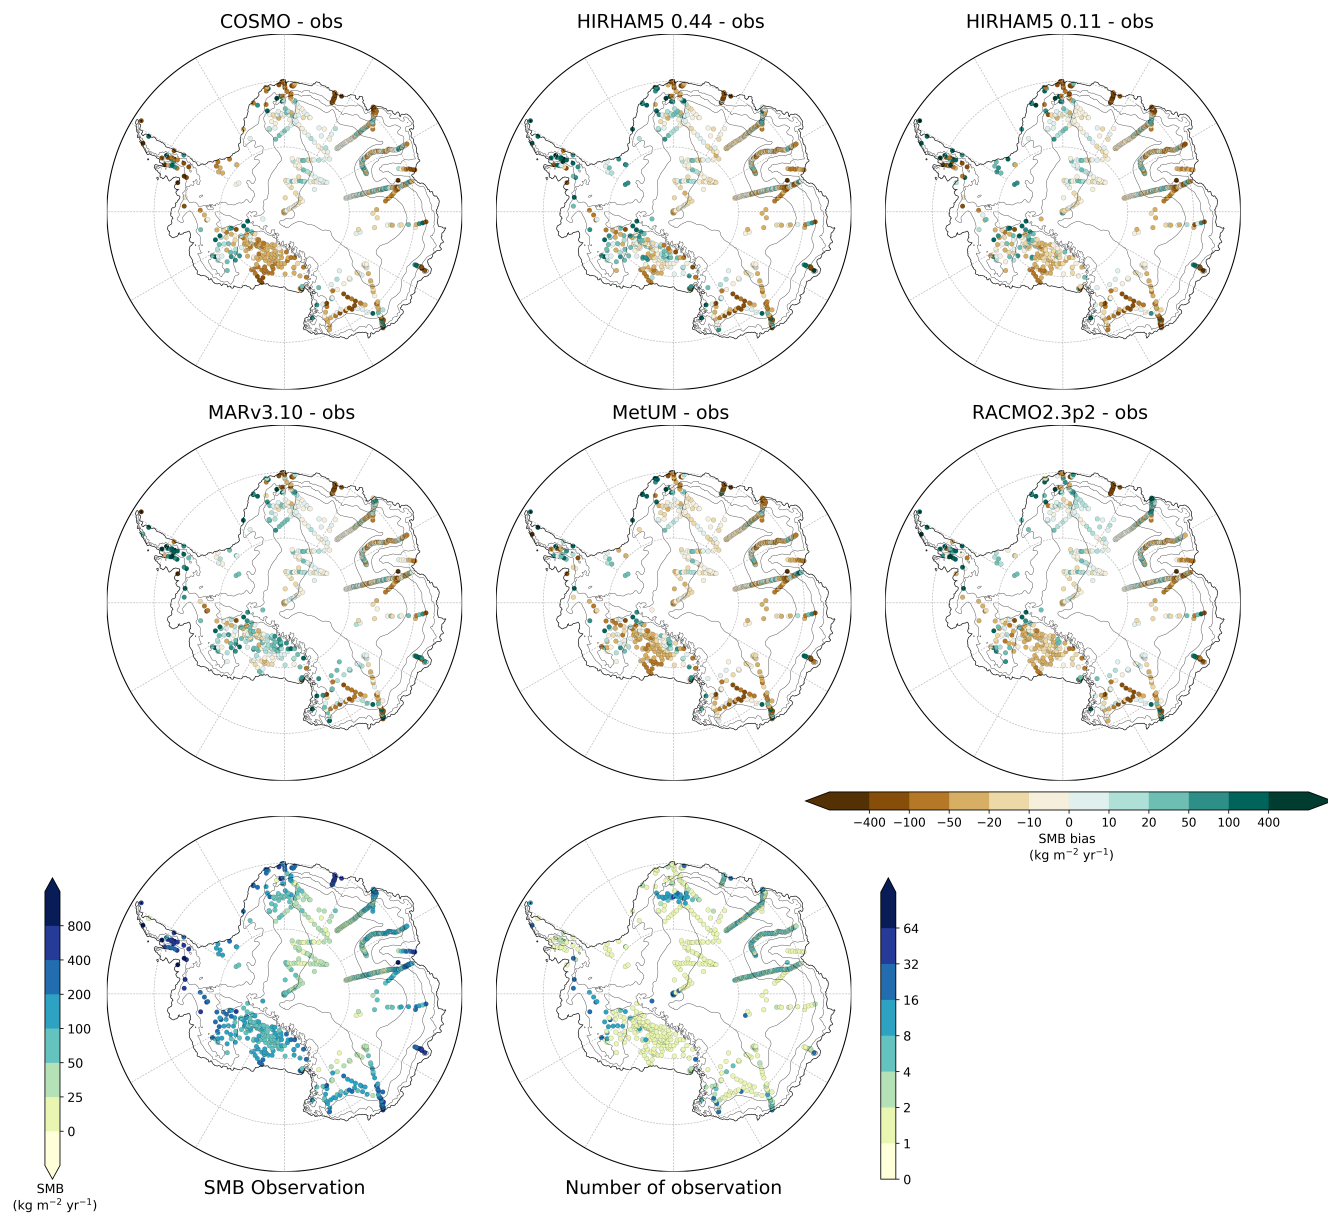 COSMO - obs
HIRHAM5 0.44 - obs
HIRHAM5 0.11 - obs
MARv3.10 - obs
MetUM - obs
RACMO2.3p2 - obs
−400 −100 −50 −20 −10 0 10 20 50 100 400
SMB bias
(kg m⁻² yr⁻¹)
800
400
200
100
50
25
0
SMB
(kg m⁻² yr⁻¹)
SMB Observation
Number of observation
64
32
16
8
4
2
1
0